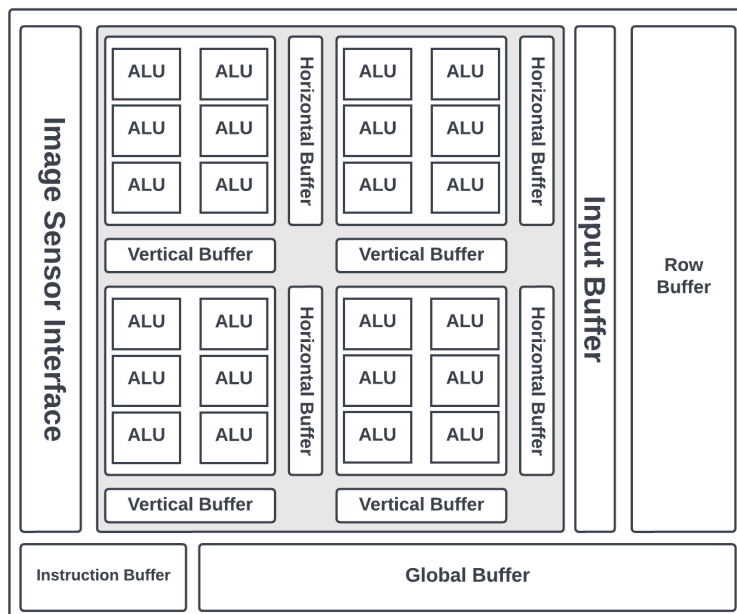 Image Sensor Interface
ALU ALU
ALU ALU
ALU ALU
Horizontal Buffer
ALU ALU
ALU ALU
ALU ALU
Horizontal Buffer
Vertical Buffer
Vertical Buffer
ALU ALU
ALU ALU
ALU ALU
Horizontal Buffer
ALU ALU
ALU ALU
ALU ALU
Horizontal Buffer
Vertical Buffer
Vertical Buffer
Input Buffer
Row
Buffer
Instruction Buffer
Global Buffer